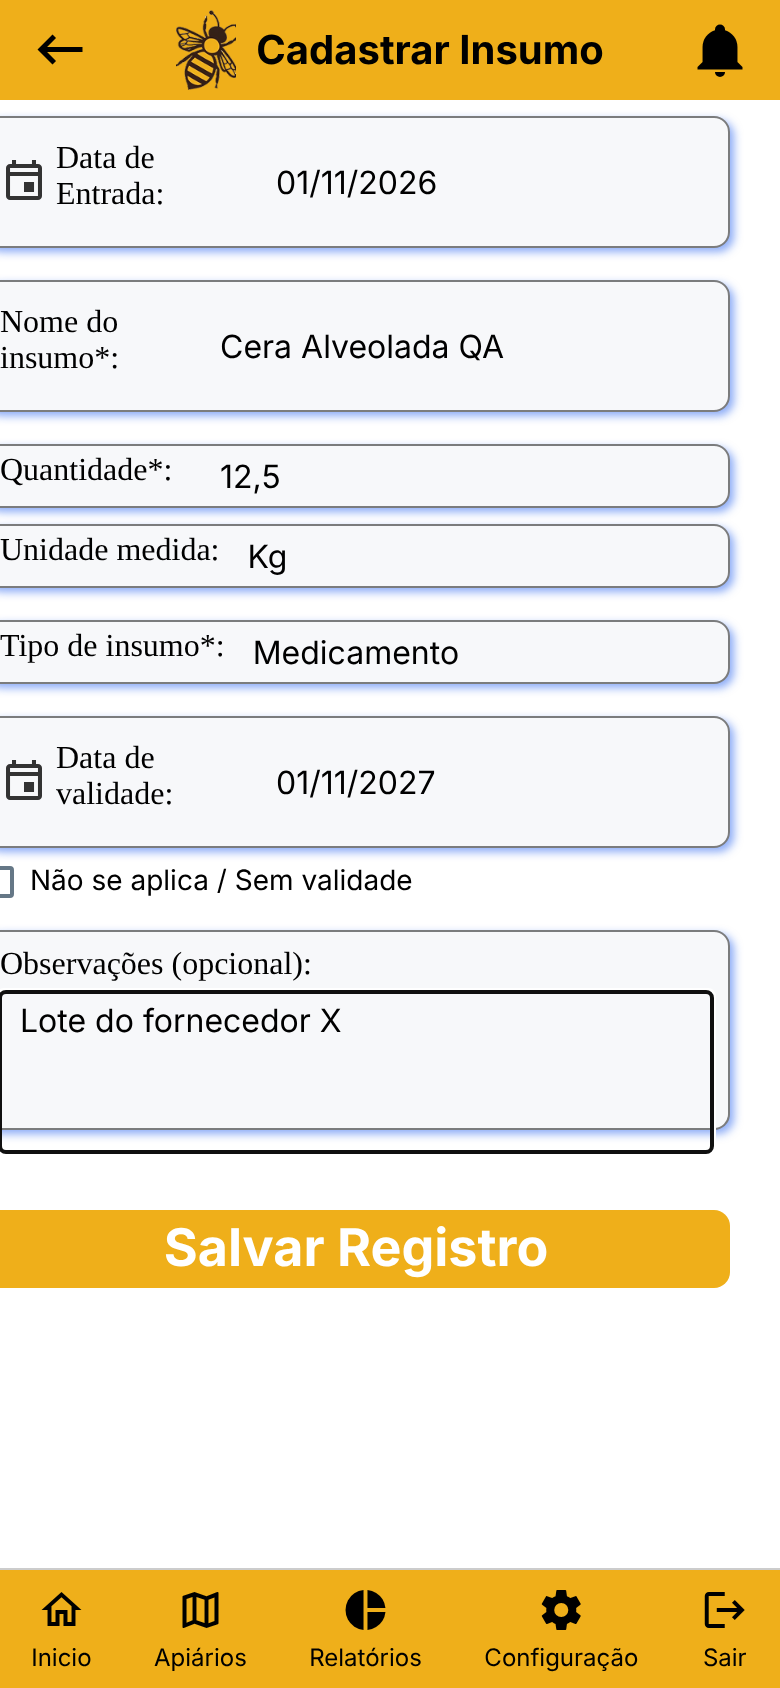 Cadastrar Insumo
Data de
Entrada:
01/11/2026
Nome do
insumo*:
Cera Alveolada QA
Quantidade*:
12,5
Unidade medida:
Kg
Tipo de insumo*:
Medicamento
Data de
validade:
01/11/2027
Não se aplica / Sem validade
Observações (opcional):
Lote do fornecedor X
Salvar Registro
Inicio
Apiários
Relatórios
Configuração
Sair